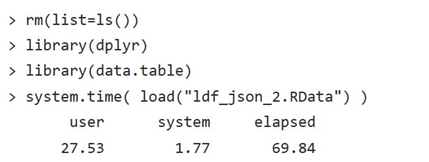 > rm(list=ls())
> library(dplyr)
> library(data.table)
> system.time( load("ldf_json_2.RData") )
user system elapsed
27.53 1.77 69.84